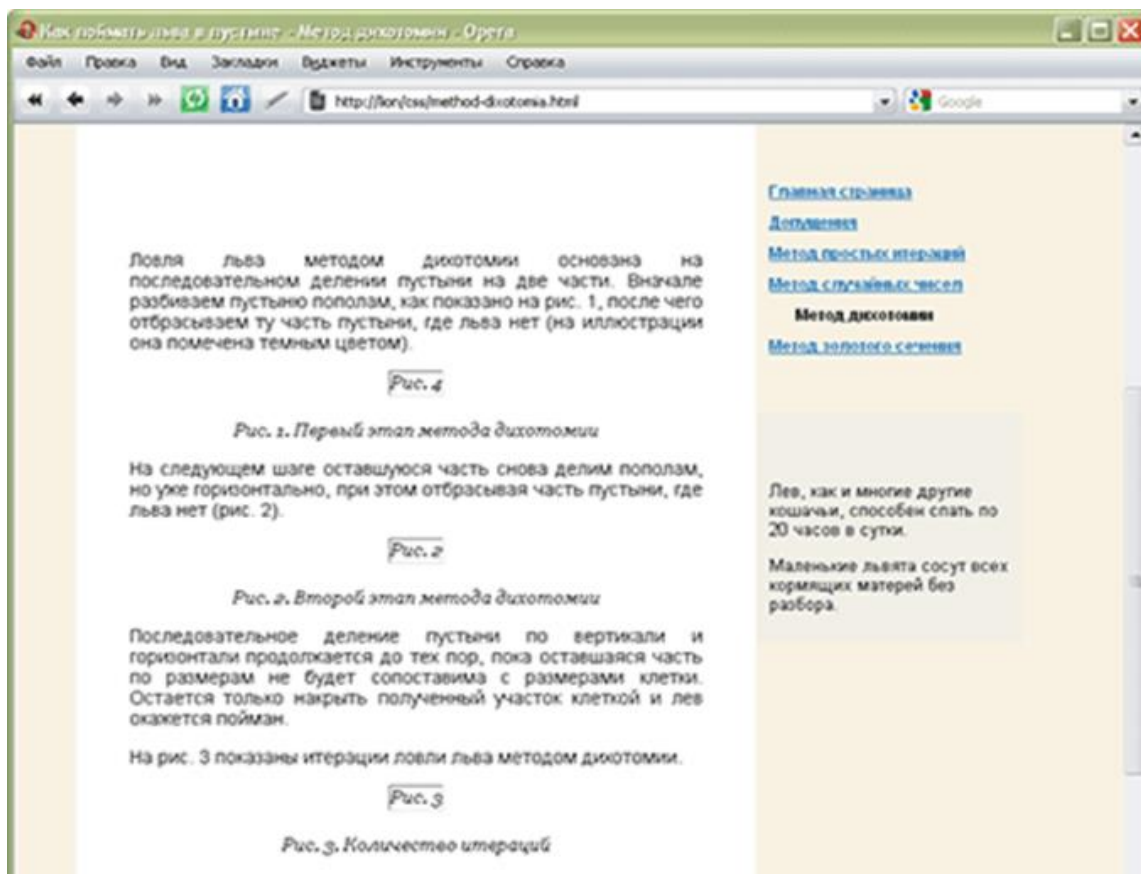 Как поймать льва в пустыне - Метод дихотомии - Opera
Файл Правка Вид Закладки Виджеты Инструменты Справка
http://lion/css/method-dixotomia.html
Google
Ловля льва методом дихотомии основана на
последовательном делении пустыни на две части. Вначале
разбиваем пустыню пополам, как показано на рис. 1, после чего
отбрасываем ту часть пустыни, где льва нет (на иллюстрации
она помечена темным цветом).
Рис. 4
Рис. 1. Первый этап метода дихотомии
На следующем шаге оставшуюся часть снова делим пополам,
но уже горизонтально, при этом отбрасывая часть пустыни, где
льва нет (рис. 2).
Рис. 2
Рис. 2. Второй этап метода дихотомии
Последовательное деление пустыни по вертикали и
горизонтали продолжается до тех пор, пока оставшаяся часть
по размерам не будет сопоставима с размерами клетки.
Остается только накрыть полученный участок клеткой и лев
окажется пойман.
На рис. 3 показаны итерации ловли льва методом дихотомии.
Рис. 3
Рис. 3. Количество итераций
Главная страница
Допущения
Метод простых итераций
Метод случайных чисел
Метод дихотомии
Метод золотого сечения
Лев, как и многие другие
кошачьи, способен спать по
20 часов в сутки.
Маленькие львята сосут всех
кормящих матерей без
разбора.